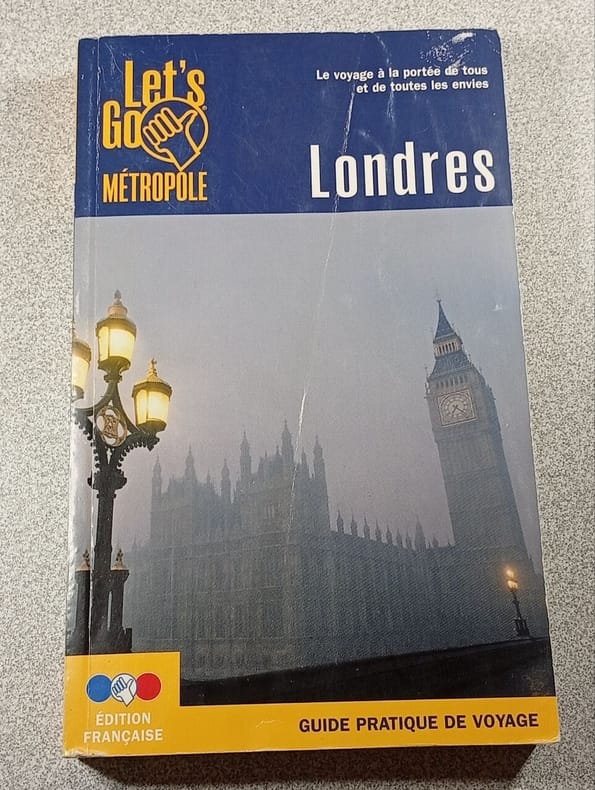 Let's
Go
MÉTROPOLE
Le voyage à la portée de tous
et de toutes les envies
Londres
ÉDITION
FRANÇAISE
GUIDE PRATIQUE DE VOYAGE